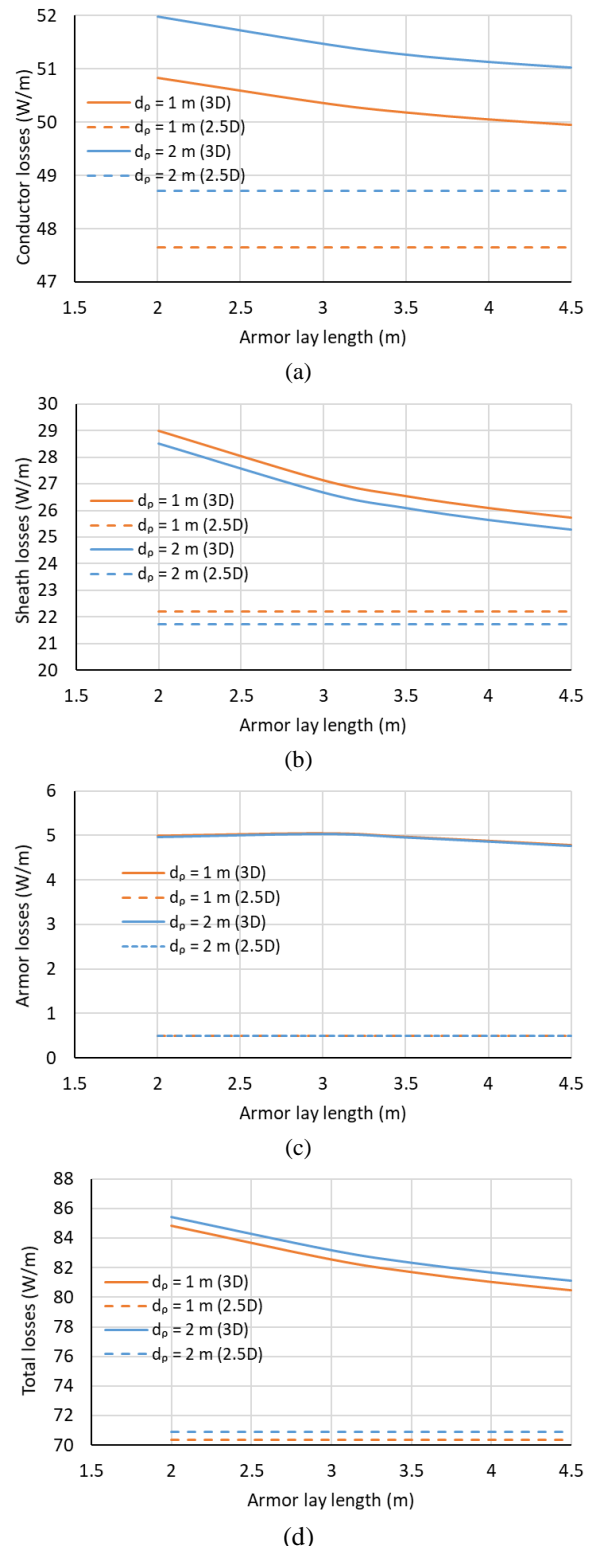 52
51
50
49
48
47
Conductor losses (W/m)
dₚ = 1 m (3D)
dₚ = 1 m (2.5D)
dₚ = 2 m (3D)
dₚ = 2 m (2.5D)
1.5 2 2.5 3 3.5 4 4.5
Armor lay length (m)
(a)
30
29
28
27
26
25
24
23
22
21
20
Sheath losses (W/m)
dₚ = 1 m (3D)
dₚ = 1 m (2.5D)
dₚ = 2 m (3D)
dₚ = 2 m (2.5D)
1.5 2 2.5 3 3.5 4 4.5
Armor lay length (m)
(b)
6
5
4
3
2
1
0
Armor losses (W/m)
dₚ = 1 m (3D)
dₚ = 1 m (2.5D)
dₚ = 2 m (3D)
dₚ = 2 m (2.5D)
1.5 2 2.5 3 3.5 4 4.5
Armor lay length (m)
(c)
88
86
84
82
80
78
76
74
72
70
Total losses (W/m)
dₚ = 1 m (3D)
dₚ = 1 m (2.5D)
dₚ = 2 m (3D)
dₚ = 2 m (2.5D)
1.5 2 2.5 3 3.5 4 4.5
Armor lay length (m)
(d)